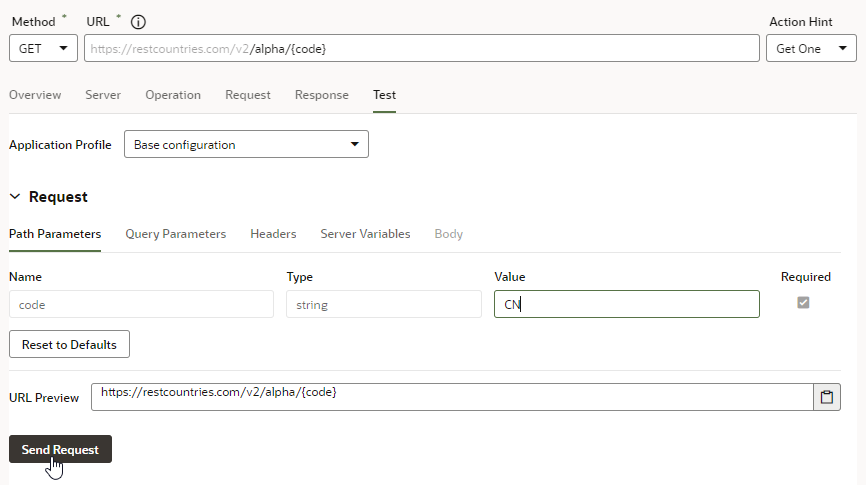 Method * URL * Action Hint
GET https://restcountries.com/v2/alpha/{code} Get One
Overview Server Operation Request Response Test
Application Profile Base configuration
Request
Path Parameters Query Parameters Headers Server Variables Body
Name Type Value Required
code string CN
Reset to Defaults
URL Preview https://restcountries.com/v2/alpha/{code}
Send Request